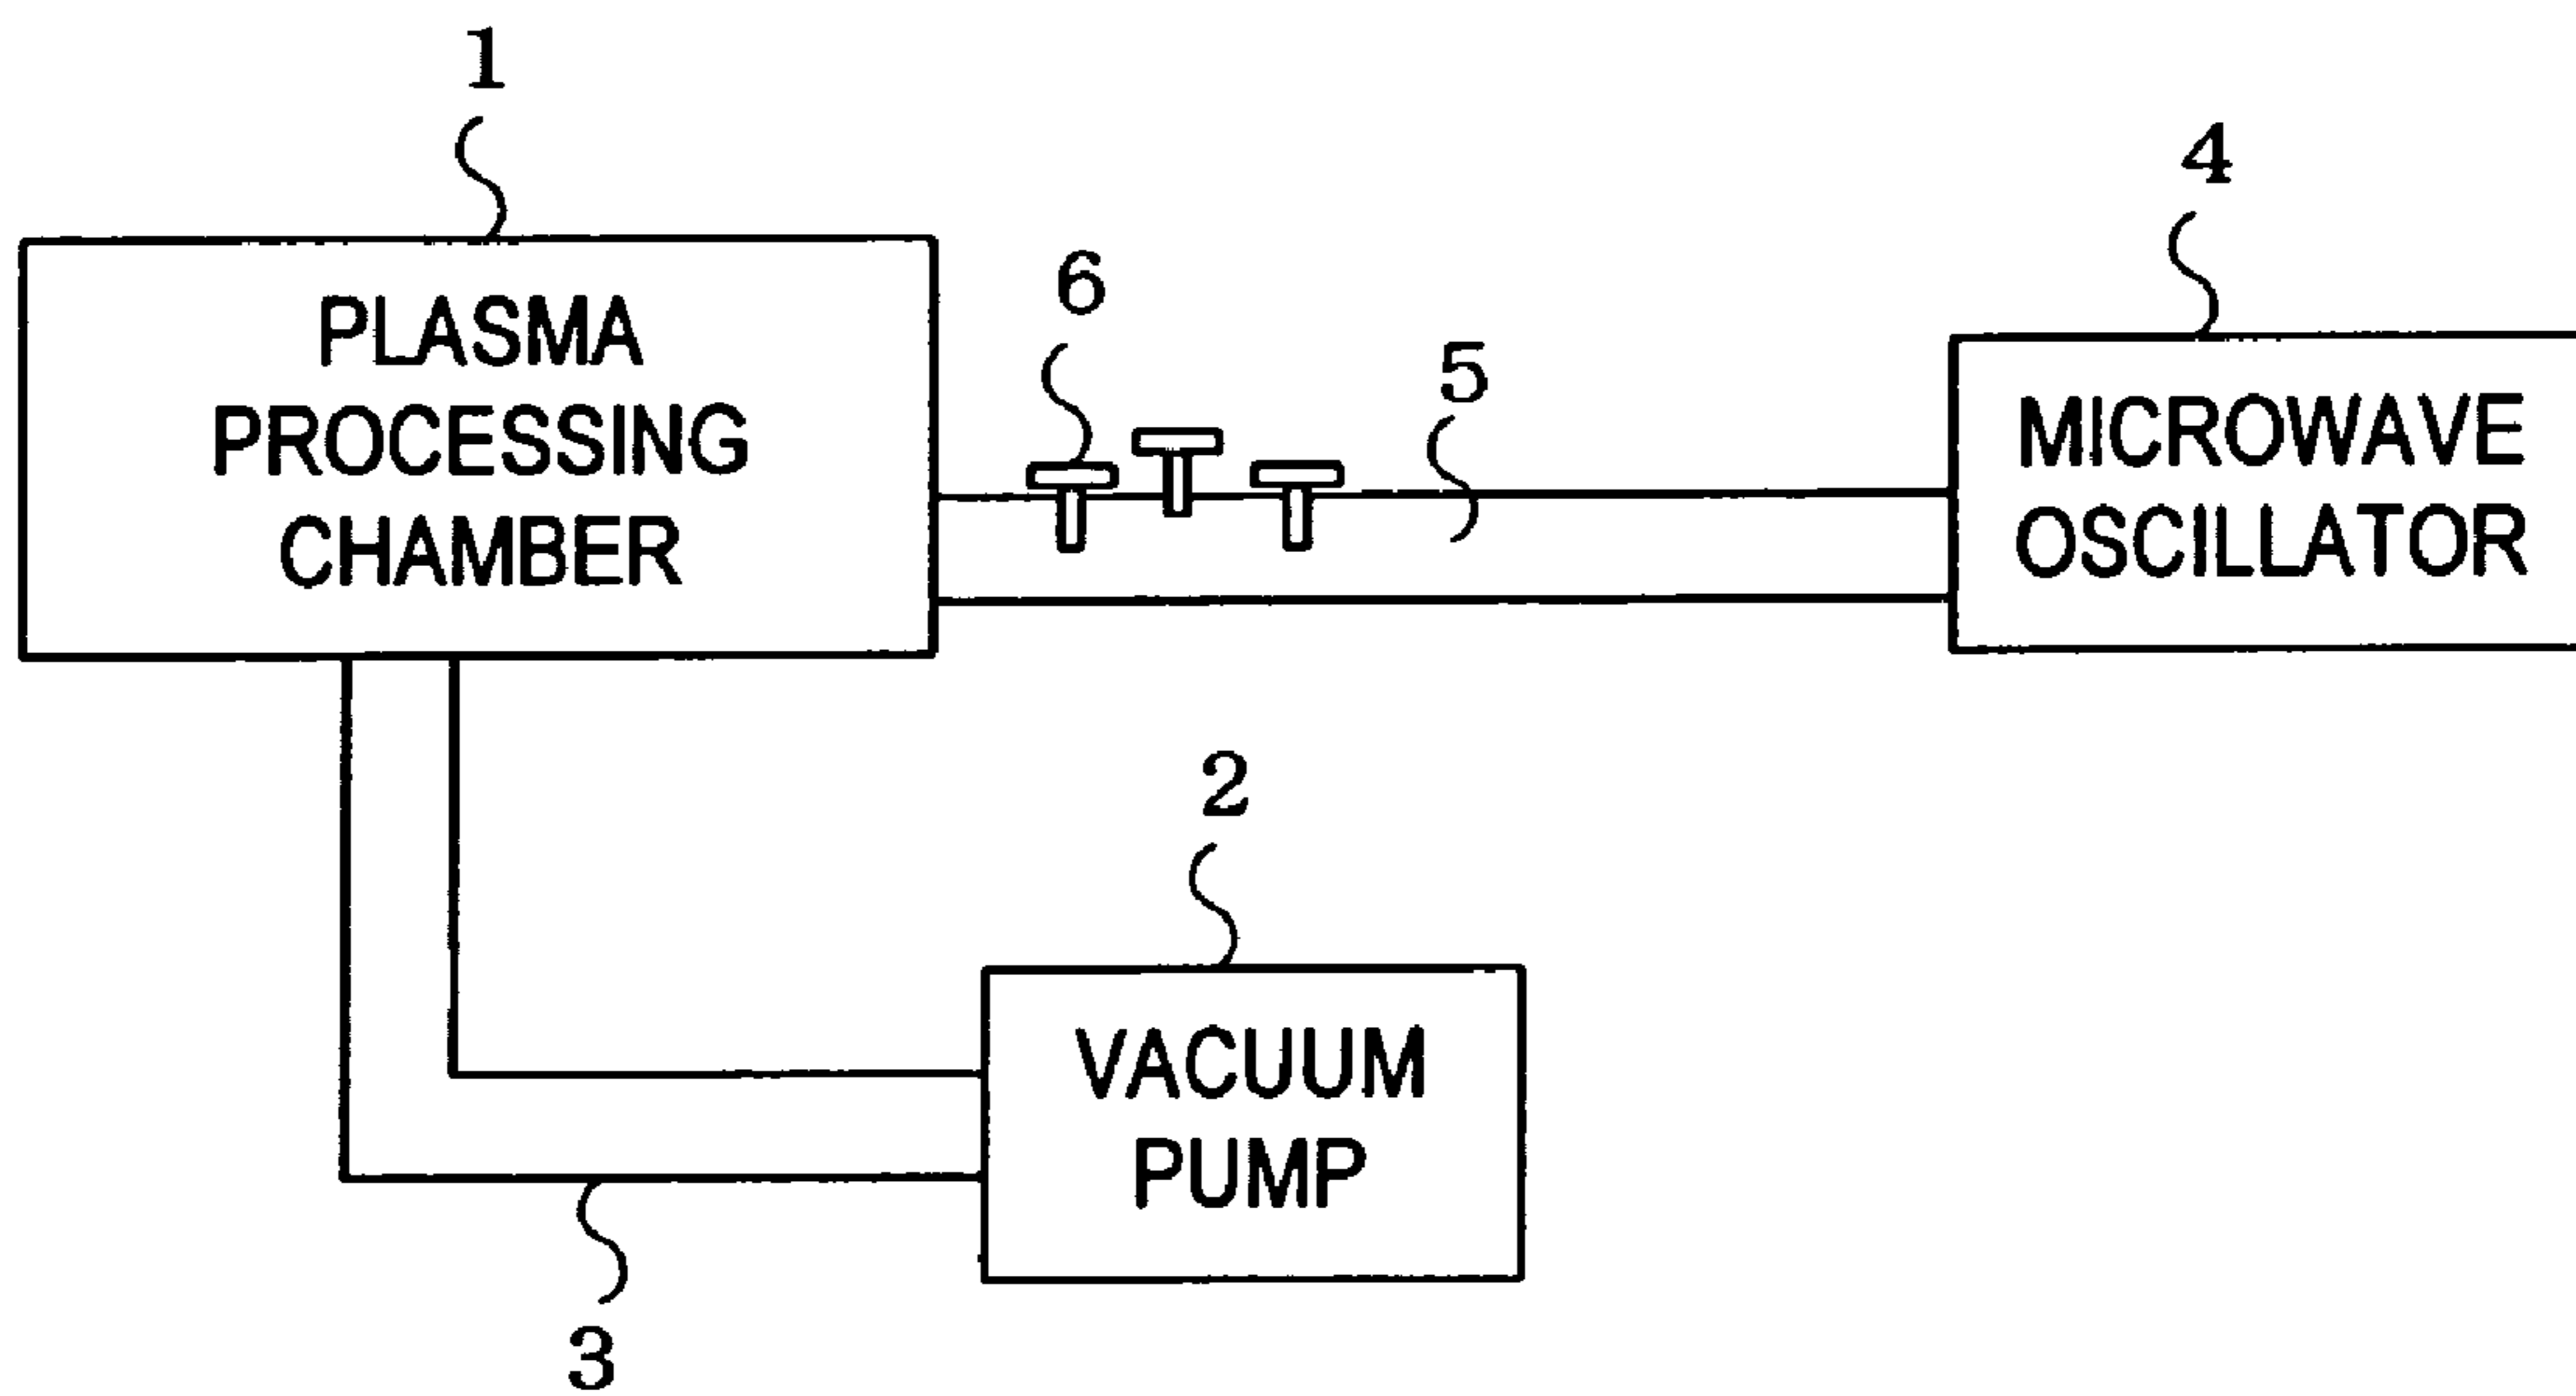 1
4
6
PLASMA
PROCESSING
CHAMBER
5
MICROWAVE
OSCILLATOR
2
VACUUM
PUMP
3